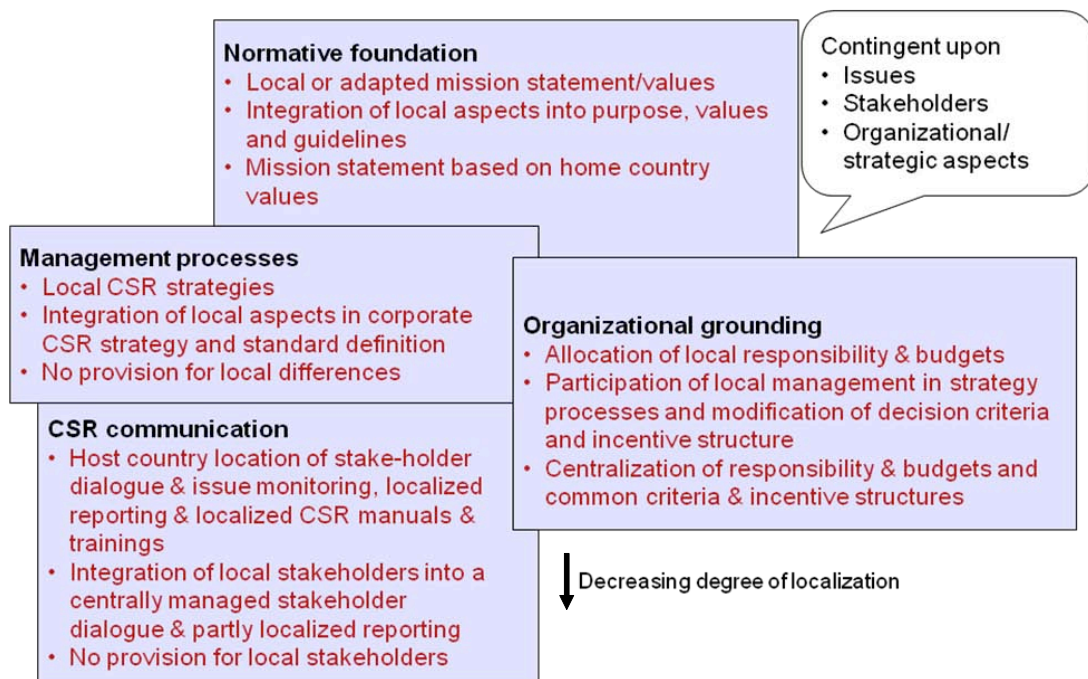 Normative foundation
• Local or adapted mission statement/values
• Integration of local aspects into purpose, values
and guidelines
• Mission statement based on home country
values
Contingent upon
• Issues
• Stakeholders
• Organizational/
strategic aspects
Management processes
• Local CSR strategies
• Integration of local aspects in corporate
CSR strategy and standard definition
• No provision for local differences
Organizational grounding
• Allocation of local responsibility & budgets
• Participation of local management in strategy
processes and modification of decision criteria
and incentive structure
• Centralization of responsibility & budgets and
common criteria & incentive structures
CSR communication
• Host country location of stake-holder
dialogue & issue monitoring, localized
reporting & localized CSR manuals &
trainings
• Integration of local stakeholders into a
centrally managed stakeholder
dialogue & partly localized reporting
• No provision for local stakeholders
Decreasing degree of localization